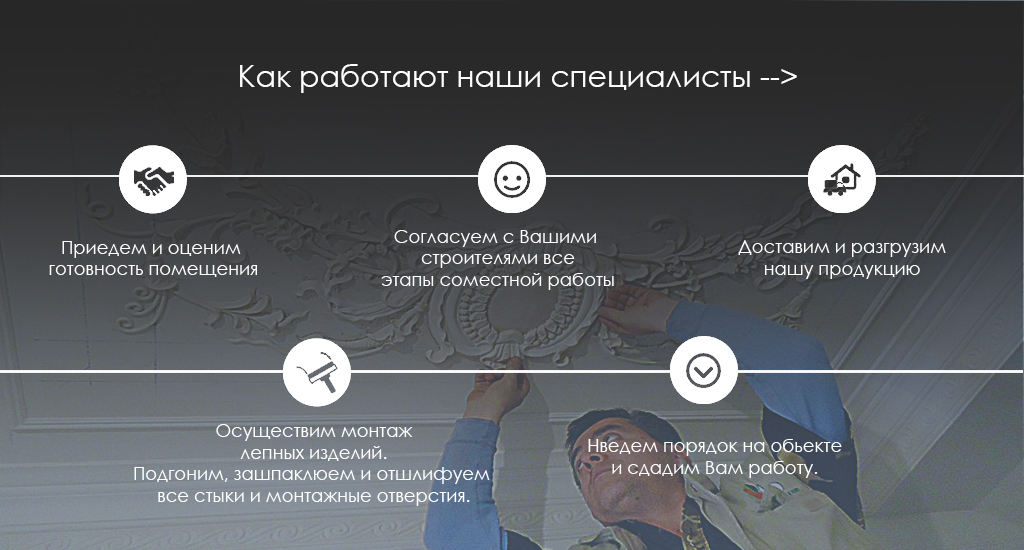 Как работают наши специалисты -->
Приедем и оценим
готовность помещения
Согласуем с Вашими
строителями все
этапы соместной работы
Доставим и разгрузим
нашу продукцию
Осуществим монтаж
лепных изделий.
Подгоним, зашпаклюем и отшлифуем
все стыки и монтажные отверстия.
Нведем порядок на обьекте
и сдадим Вам работу.